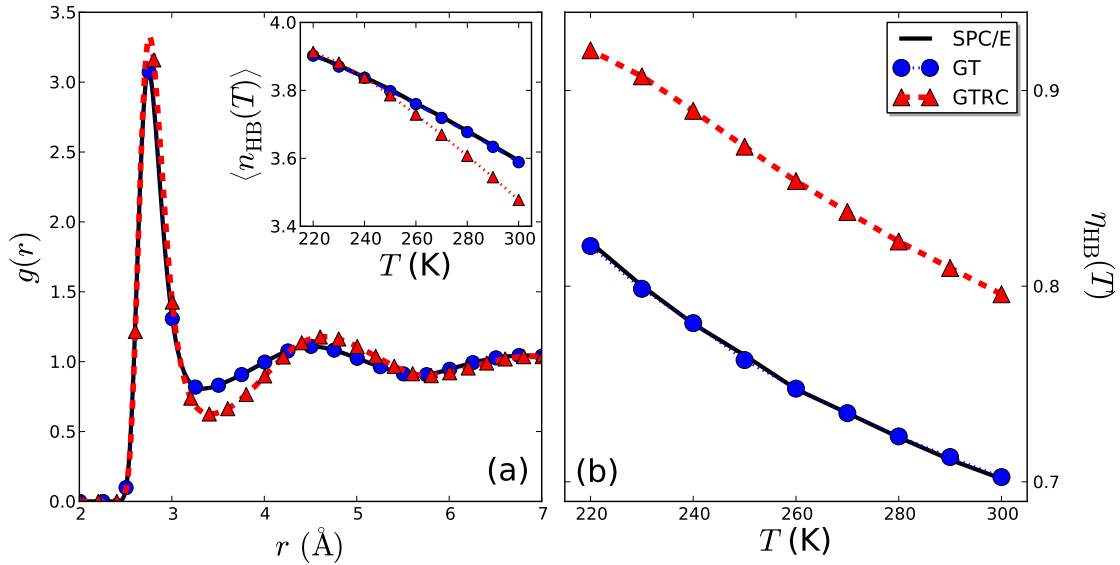 3.5
3.0
2.5
2.0
1.5
1.0
0.5
0.0
g(r)
2
3
4
5
6
7
r (Å)
4.0
3.8
3.6
3.4
⟨n_HB(T)⟩
220
240
260
280
300
T (K)
(a)
SPC/E
GT
GTRC
(b)
0.9
0.8
0.7
η_HB(T)
220
240
260
280
300
T (K)